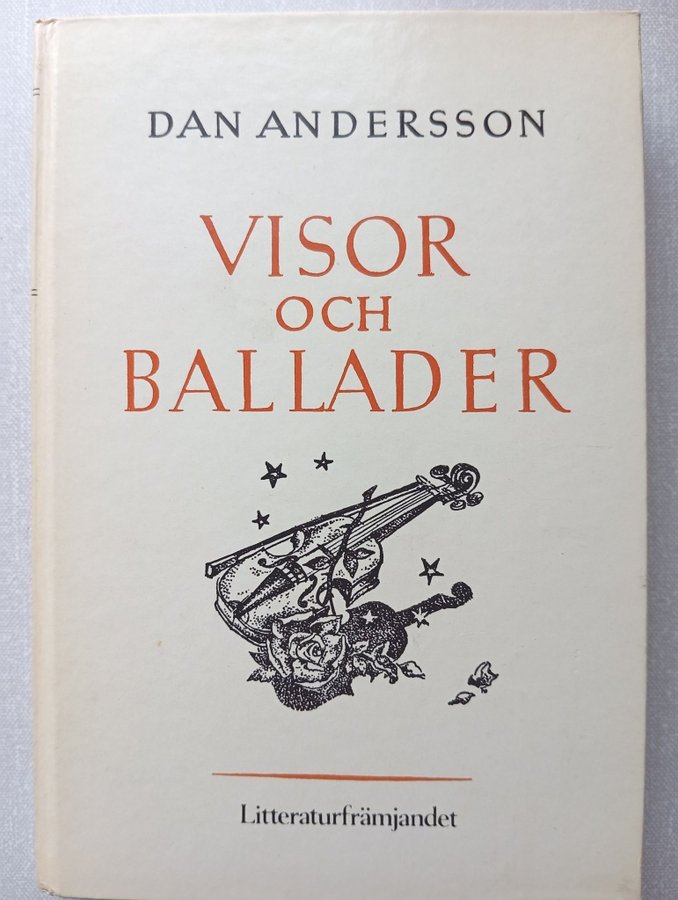 DAN ANDERSSON
VISOR
OCH
BALLADER
Litteraturfrämjandet